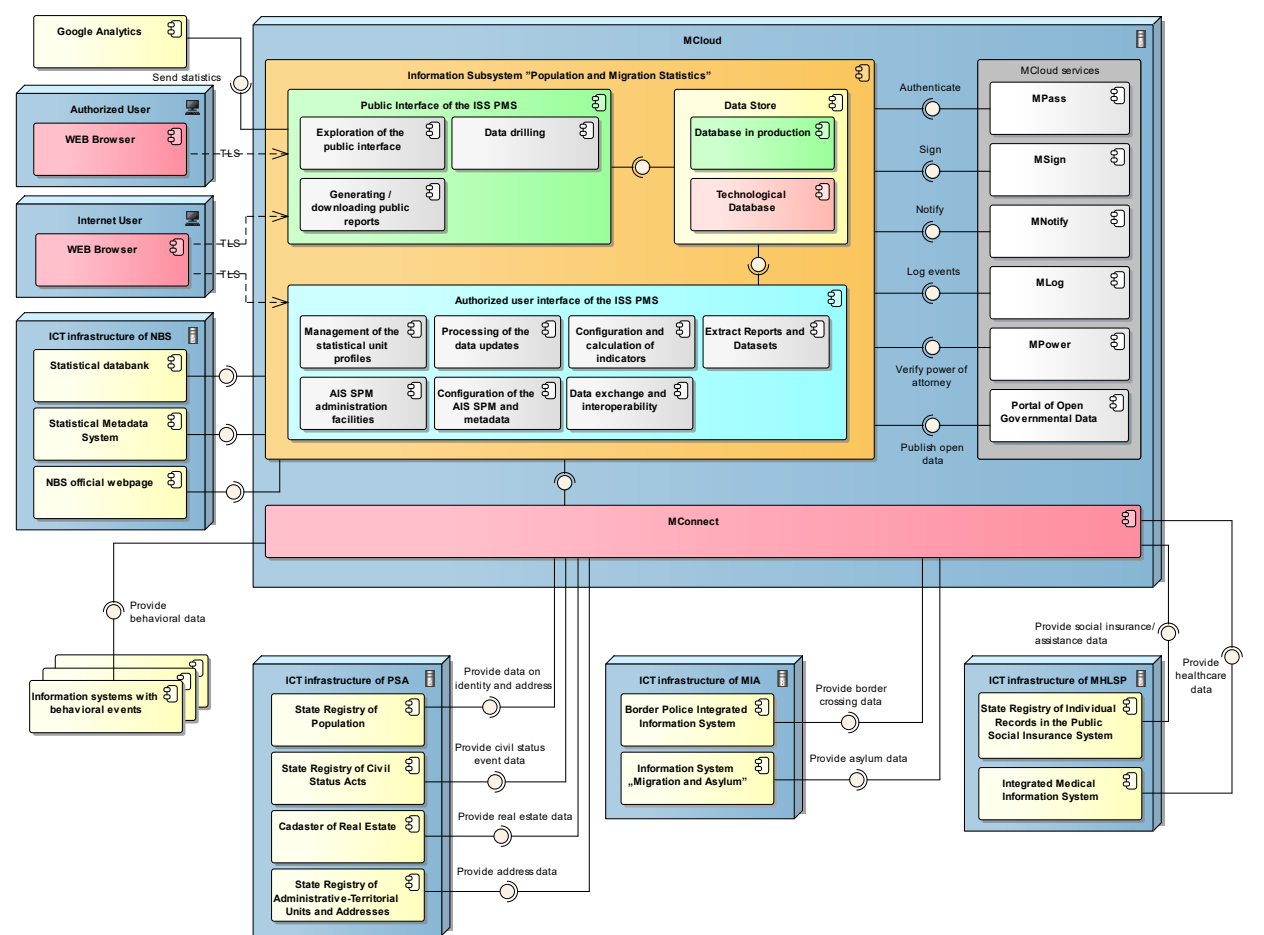 Google Analytics
Send statistics
Authorized User
WEB Browser
TLS
Internet User
WEB Browser
TLS
TLS
ICT infrastructure of NBS
Statistical databank
Statistical Metadata
System
NBS official webpage
MCloud
Information Subsystem ”Population and Migration Statistics”
Public Interface of the ISS PMS
Exploration of the
public interface
Data drilling
Generating /
downloading public
reports
Data Store
Database in production
Technological
Database
Authorized user interface of the ISS PMS
Management of the
statistical unit
profiles
Processing of the
data updates
Configuration and
calculation of
indicators
Extract Reports and
Datasets
AIS SPM
administration
facilities
Configuration of the
AIS SPM and
metadata
Data exchange and
interoperability
Authenticate
Sign
Notify
Log events
Verify power of
attorney
Publish open
data
MCloud services
MPass
MSign
MNotify
MLog
MPower
Portal of Open
Governmental Data
MConnect
Provide
behavioral data
Information systems with
behavioral events
ICT infrastructure of PSA
State Registry of
Population
State Registry of Civil
Status Acts
Cadaster of Real Estate
State Registry of
Administrative-Territorial
Units and Addresses
Provide data on
identity and address
Provide civil status
event data
Provide real estate data
Provide address data
ICT infrastructure of MIA
Border Police Integrated
Information System
Information System
„Migration and Asylum”
Provide border
crossing data
Provide asylum data
Provide social insurance/
assistance data
Provide
healthcare
data
ICT infrastructure of MHLSP
State Registry of Individual
Records in the Public
Social Insurance System
Integrated Medical
Information System